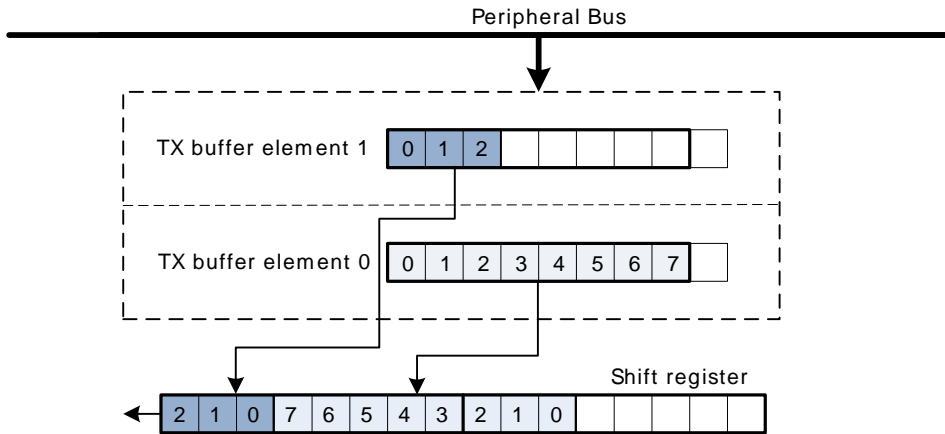 Peripheral Bus
TX buffer element 1 0 1 2
TX buffer element 0 0 1 2 3 4 5 6 7
Shift register
2 1 0 7 6 5 4 3 2 1 0